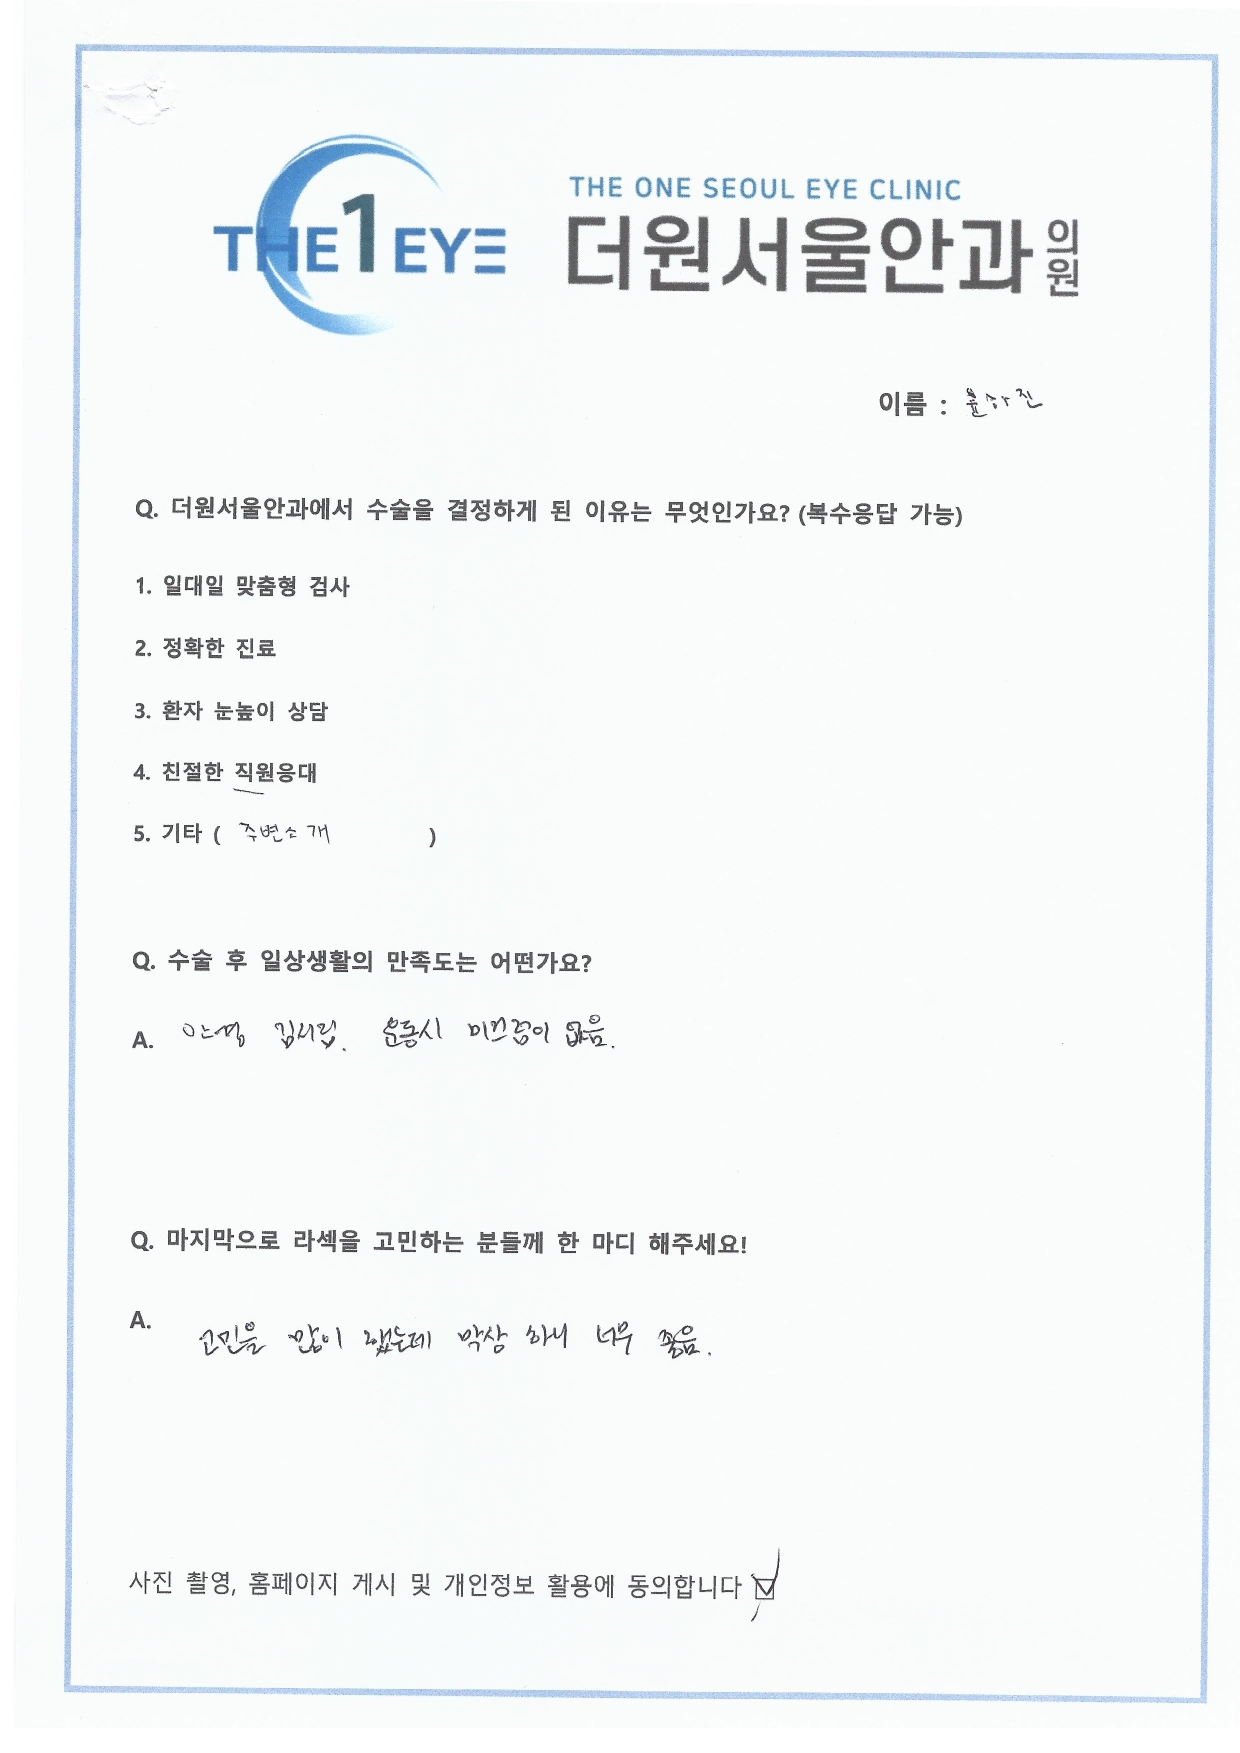 THE 1 EYE
THE ONE SEOUL EYE CLINIC
더원서울안과의원
이름 : 윤하진
Q. 더원서울안과에서 수술을 결정하게 된 이유는 무엇인가요? (복수응답 가능)
1. 일대일 맞춤형 검사
2. 정확한 진료
3. 환자 눈높이 상담
4. 친절한 직원응대
5. 기타 ( 주변소개 )
Q. 수술 후 일상생활의 만족도는 어떤가요?
A. 안경 김서림. 운동시 미끄럼이 없음.
Q. 마지막으로 라섹을 고민하는 분들께 한 마디 해주세요!
A. 고민을 많이 했는데 막상 하니 너무 좋음.
사진 촬영, 홈페이지 게시 및 개인정보 활용에 동의합니다